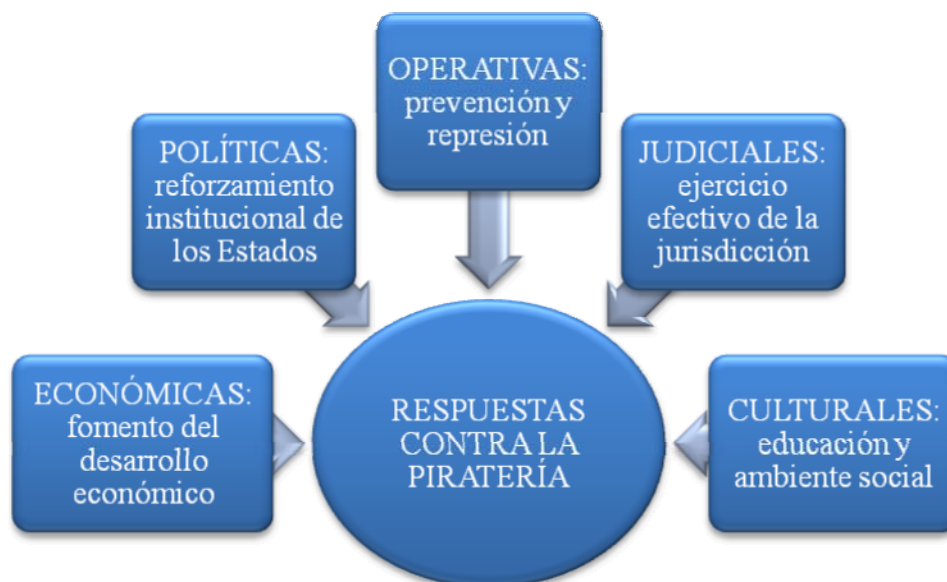 OPERATIVAS:
prevención y
represión
POLÍTICAS:
reforzamiento
institucional de
los Estados
JUDICIALES:
ejercicio
efectivo de la
jurisdicción
ECONÓMICAS:
fomento del
desarrollo
económico
RESPUESTAS
CONTRA LA
PIRATERÍA
CULTURALES:
educación y
ambiente social